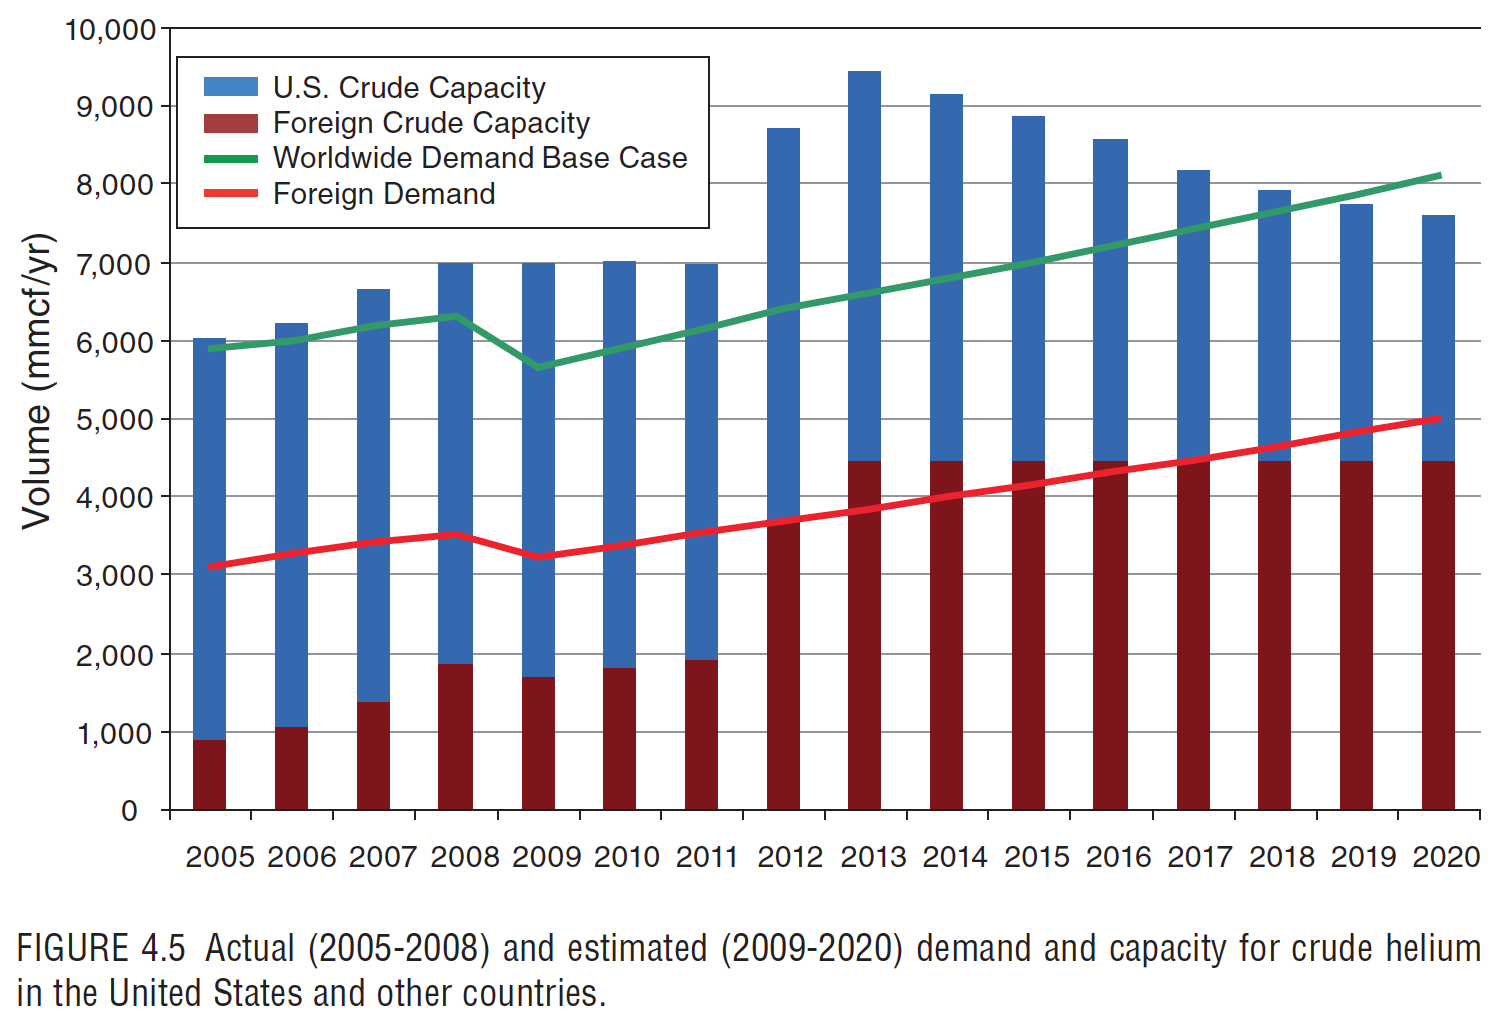 10,000
9,000
8,000
7,000
6,000
5,000
4,000
3,000
2,000
1,000
0
Volume (mmcf/yr)
U.S. Crude Capacity
Foreign Crude Capacity
Worldwide Demand Base Case
Foreign Demand
2005 2006 2007 2008 2009 2010 2011 2012 2013 2014 2015 2016 2017 2018 2019 2020
FIGURE 4.5 Actual (2005-2008) and estimated (2009-2020) demand and capacity for crude helium
in the United States and other countries.